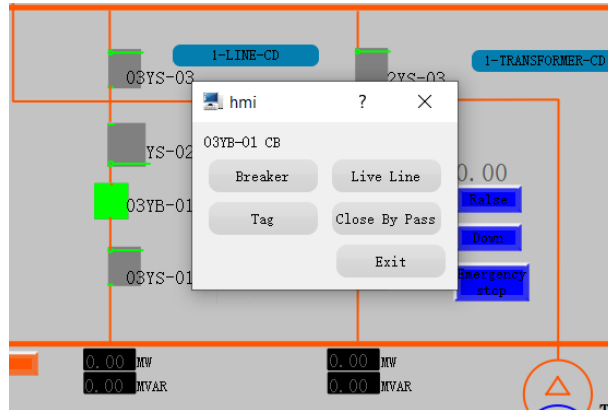 1-LINE-CD
1-TRANSFORMER-CD
03YS-03
2YS-03
hmi
?
03YB-01 CB
Breaker
Live Line
Tag
Close By Pass
Exit
YS-02
03YB-01
03YS-01
0.00
Raise
Down
Emergency
stop
0.00 MW
0.00 MVAR
0.00 MW
0.00 MVAR